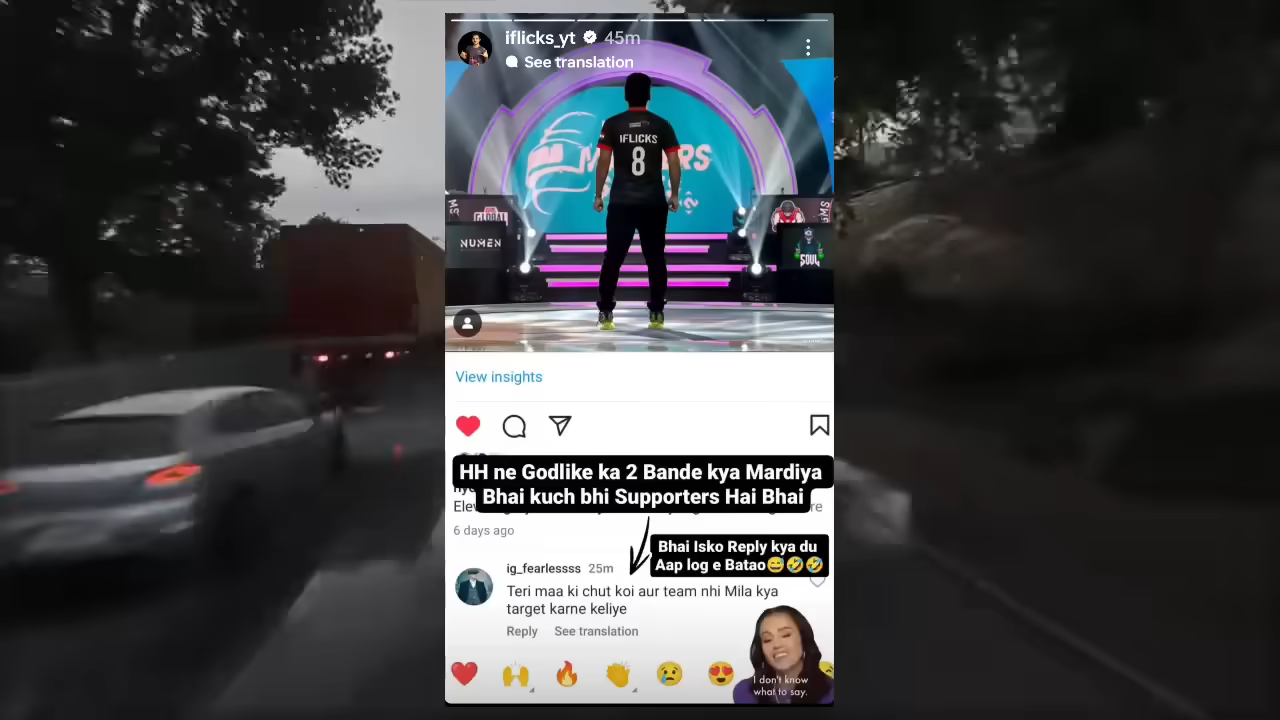 iflicks_yt 45m
See translation
IFLICKS
8
GLOBAL
NUMEN
SOUL
View insights
HH ne Godlike ka 2 Bande kya Mardiya
Bhai kuch bhi Supporters Hai Bhai
6 days ago
Bhai Isko Reply kya du
Aap log e Batao😅🤣🤣
ig_fearlessss 25m
Teri maa ki chut koi aur team nhi Mila kya
target karne keliye
Reply See translation
I don't know
what to say.